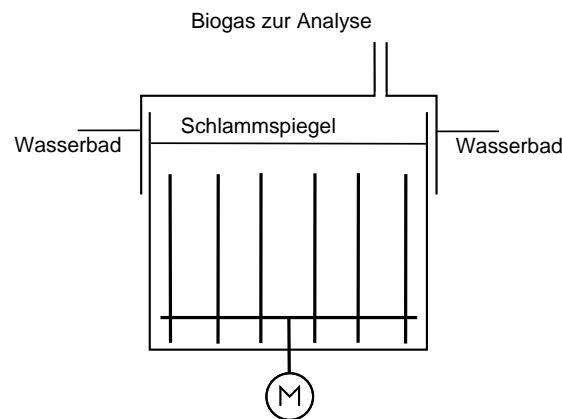 Biogas zur Analyse
Schlammspiegel
Wasserbad
Wasserbad
M